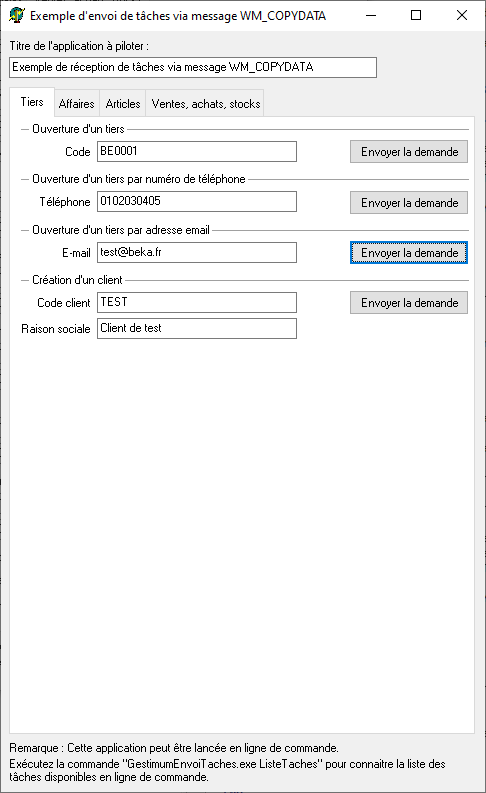 Exemple d'envoi de tâches via message WM_COPYDATA
Titre de l'application à piloter :
Exemple de réception de tâches via message WM_COPYDATA
Tiers Affaires Articles Ventes, achats, stocks
Ouverture d'un tiers
Code BE0001 Envoyer la demande
Ouverture d'un tiers par numéro de téléphone
Téléphone 0102030405 Envoyer la demande
Ouverture d'un tiers par adresse email
E-mail test@beka.fr Envoyer la demande
Création d'un client
Code client TEST Envoyer la demande
Raison sociale Client de test
Remarque : Cette application peut être lancée en ligne de commande.
Exécutez la commande "GestimumEnvoiTaches.exe ListeTaches" pour connaitre la liste des
tâches disponibles en ligne de commande.